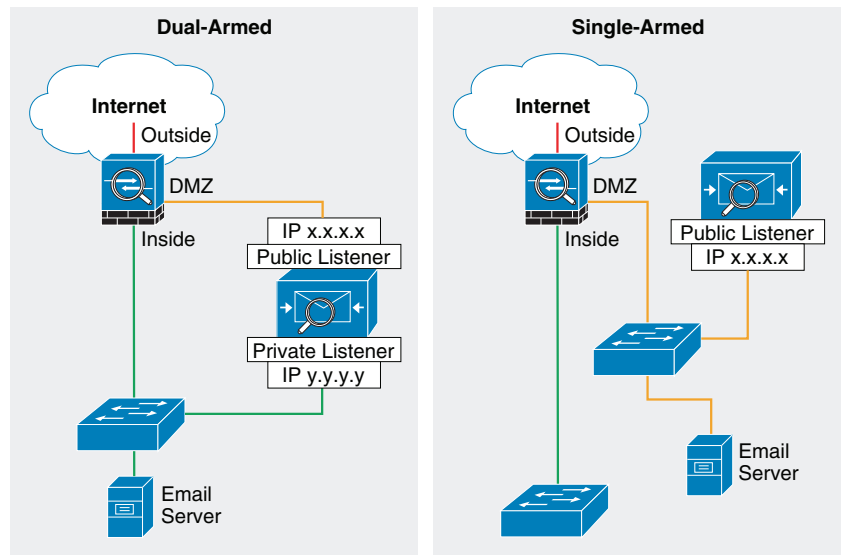 Dual-Armed
Internet
Outside
DMZ
Inside
IP x.x.x.x
Public Listener
Private Listener
IP y.y.y.y
Email
Server
Single-Armed
Internet
Outside
DMZ
Inside
Public Listener
IP x.x.x.x
Email
Server